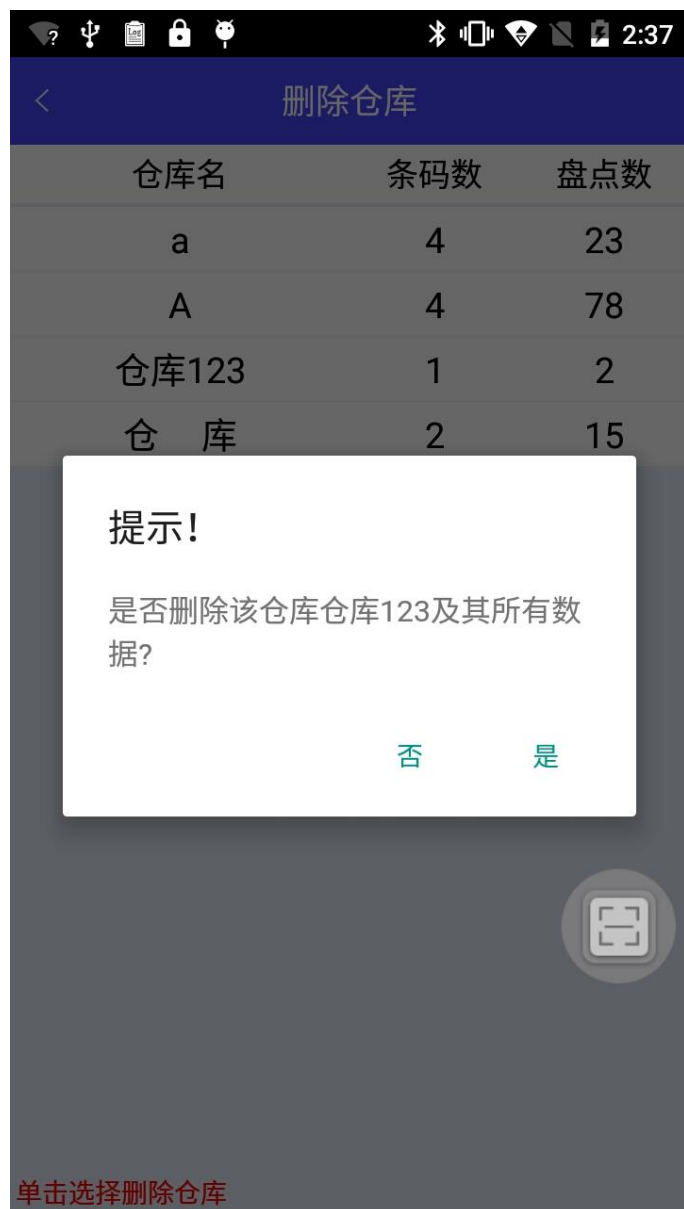 2:37
删除仓库
仓库名 条码数 盘点数
a 4 23
A 4 78
仓库123 1 2
仓 库 2 15
提示!
是否删除该仓库仓库123及其所有数
据?
否 是
单击选择删除仓库